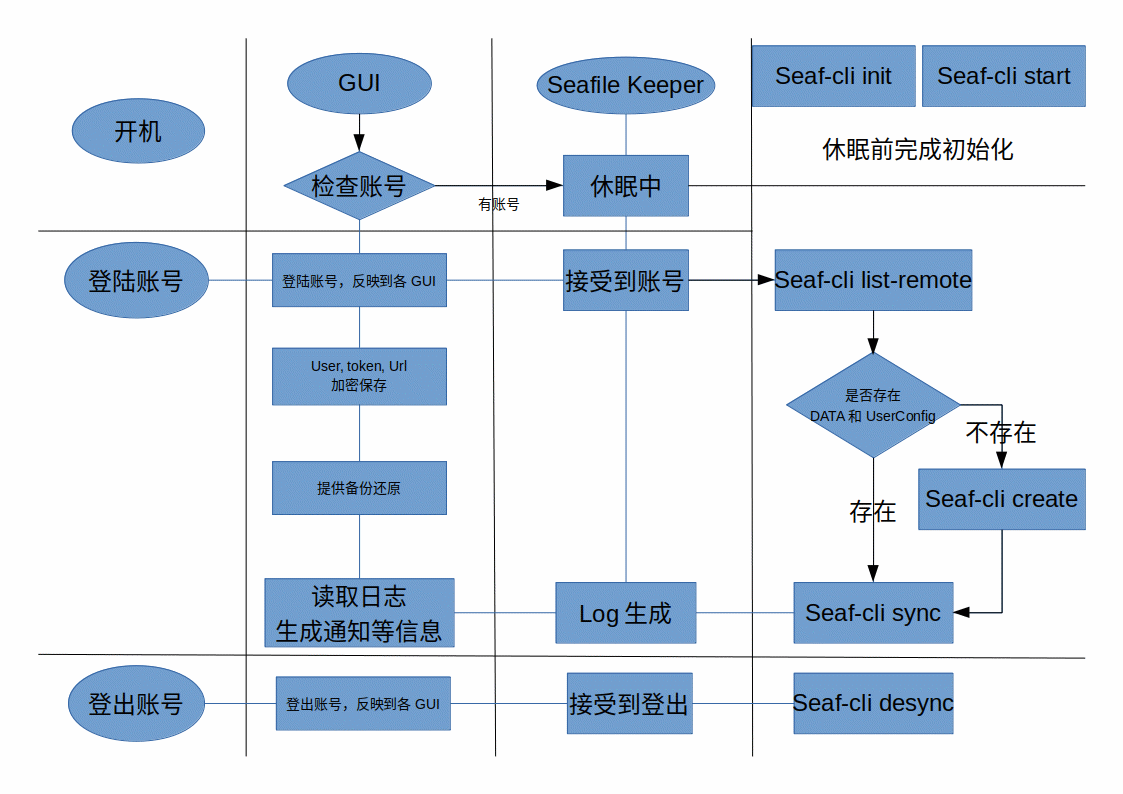 GUI
Seafile Keeper
Seaf-cli init
Seaf-cli start
开机
休眠前完成初始化
检查账号
有账号
休眠中
登陆账号
登陆账号，反映到各 GUI
接受到账号
Seaf-cli list-remote
User, token, Url
加密保存
是否存在
DATA 和 UserConfig
不存在
提供备份还原
存在
Seaf-cli create
读取日志
生成通知等信息
Log 生成
Seaf-cli sync
登出账号
登出账号，反映到各 GUI
接受到登出
Seaf-cli desync